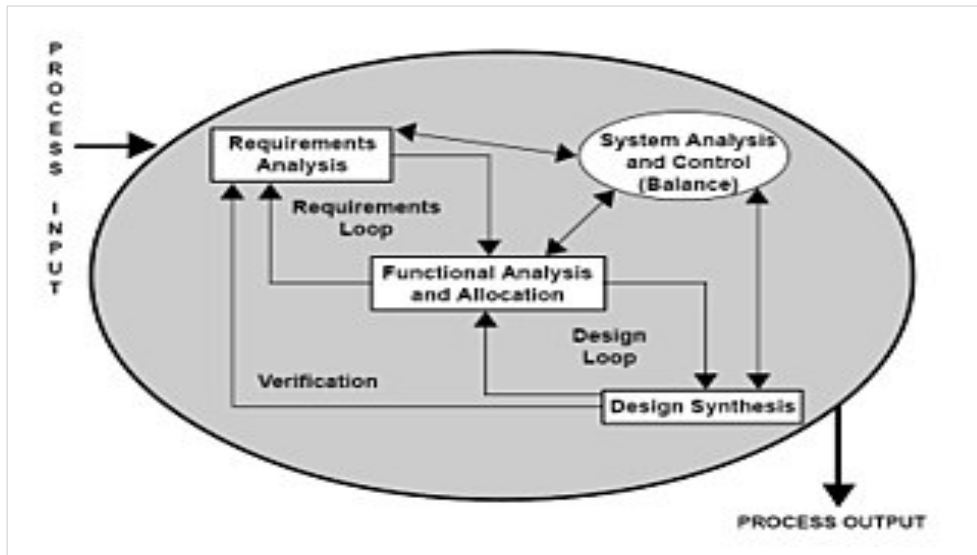 PROCESS INPUT
Requirements
Analysis
System Analysis
and Control
(Balance)
Requirements
Loop
Functional Analysis
and Allocation
Design
Loop
Verification
Design Synthesis
PROCESS OUTPUT